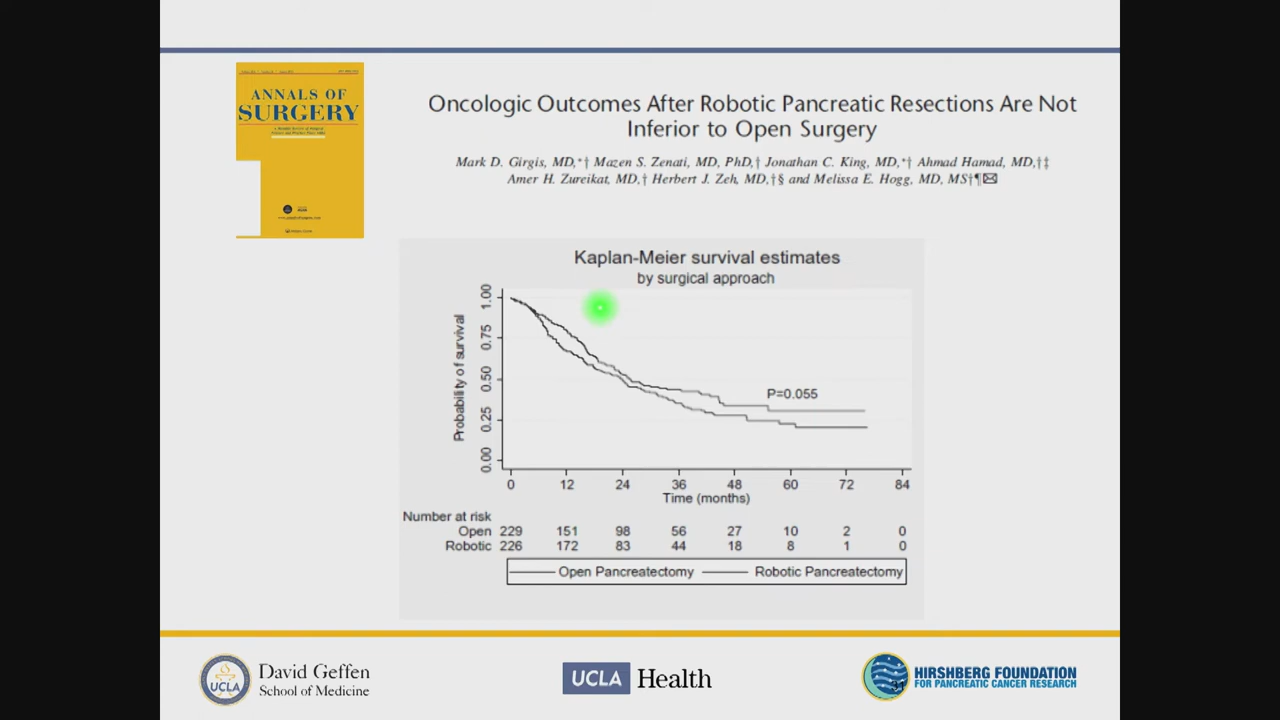 ANNALS OF
SURGERY
Oncologic Outcomes After Robotic Pancreatic Resections Are Not
Inferior to Open Surgery
Mark D. Girgis, MD,*† Mazen S. Zenati, MD, PhD,† Jonathan C. King, MD,*† Ahmad Hamad, MD,†‡
Amer H. Zureikat, MD,† Herbert J. Zeh, MD,†§ and Melissa E. Hogg, MD, MS†¶✉
Kaplan-Meier survival estimates
by surgical approach
Probability of survival
1.00
0.75
0.50
0.25
0.00
P=0.055
0 12 24 36 48 60 72 84
Time (months)
Number at risk
Open 229 151 98 56 27 10 2 0
Robotic 226 172 83 44 18 8 1 0
Open Pancreatectomy Robotic Pancreatectomy
UCLA
David Geffen
School of Medicine
UCLA Health
HIRSHBERG FOUNDATION
FOR PANCREATIC CANCER RESEARCH